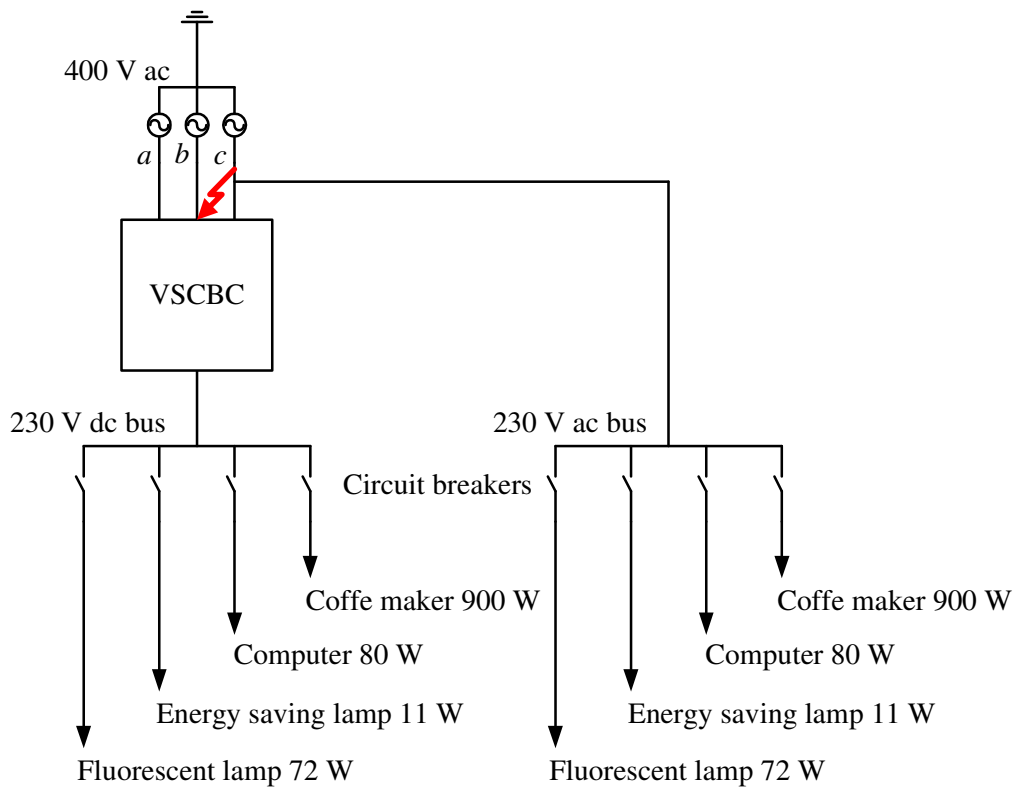 400 V ac
a b c
VSCBC
230 V dc bus
230 V ac bus
Circuit breakers
Coffe maker 900 W
Coffe maker 900 W
Computer 80 W
Computer 80 W
Energy saving lamp 11 W
Energy saving lamp 11 W
Fluorescent lamp 72 W
Fluorescent lamp 72 W